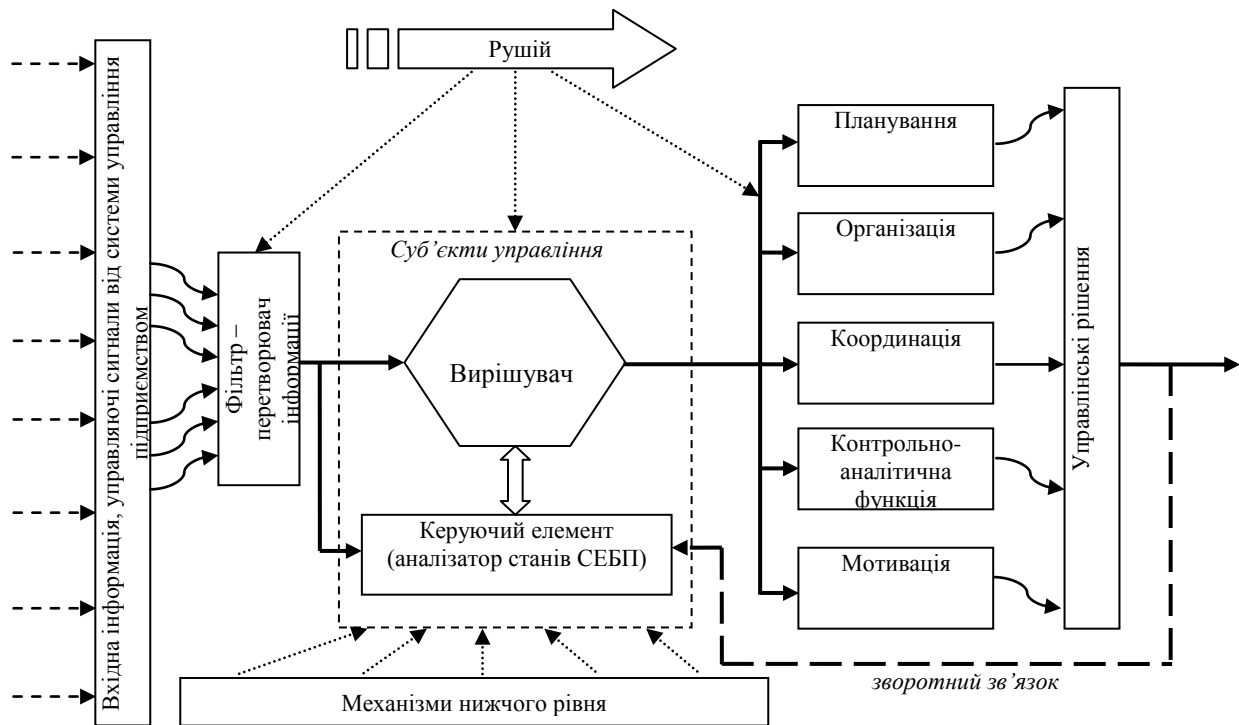 Рушій
Вхідна інформація, управляючі сигнали від системи управління
підприємством
Фільтр –
перетворювач
інформації
Суб’єкти управління
Вирішувач
Керуючий елемент
(аналізатор станів СЕБП)
Механізми нижчого рівня
Планування
Організація
Координація
Контрольно-
аналітична
функція
Мотивація
Управлінські рішення
зворотний зв’язок